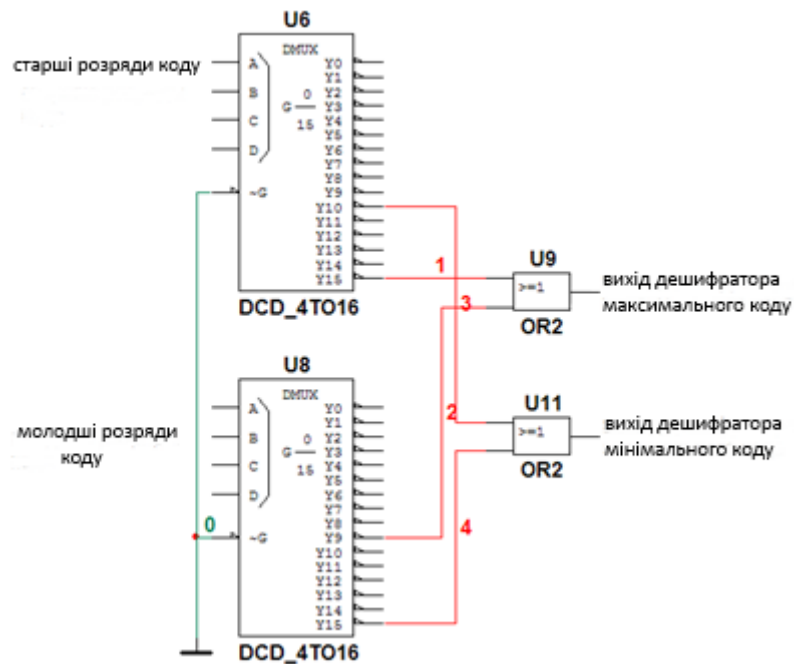 U6
DMUX
старші розряди коду
A
B
C
D
G 0
15
~G
Y0
Y1
Y2
Y3
Y4
Y5
Y6
Y7
Y8
Y9
Y10
Y11
Y12
Y13
Y14
Y15
DCD_4TO16
1
3
2
4
0
U9
>=1
OR2
вихід дешифратора
максимального коду
U11
>=1
OR2
вихід дешифратора
мінімального коду
U8
DMUX
молодші розряди
коду
A
B
C
D
G 0
15
~G
Y0
Y1
Y2
Y3
Y4
Y5
Y6
Y7
Y8
Y9
Y10
Y11
Y12
Y13
Y14
Y15
DCD_4TO16